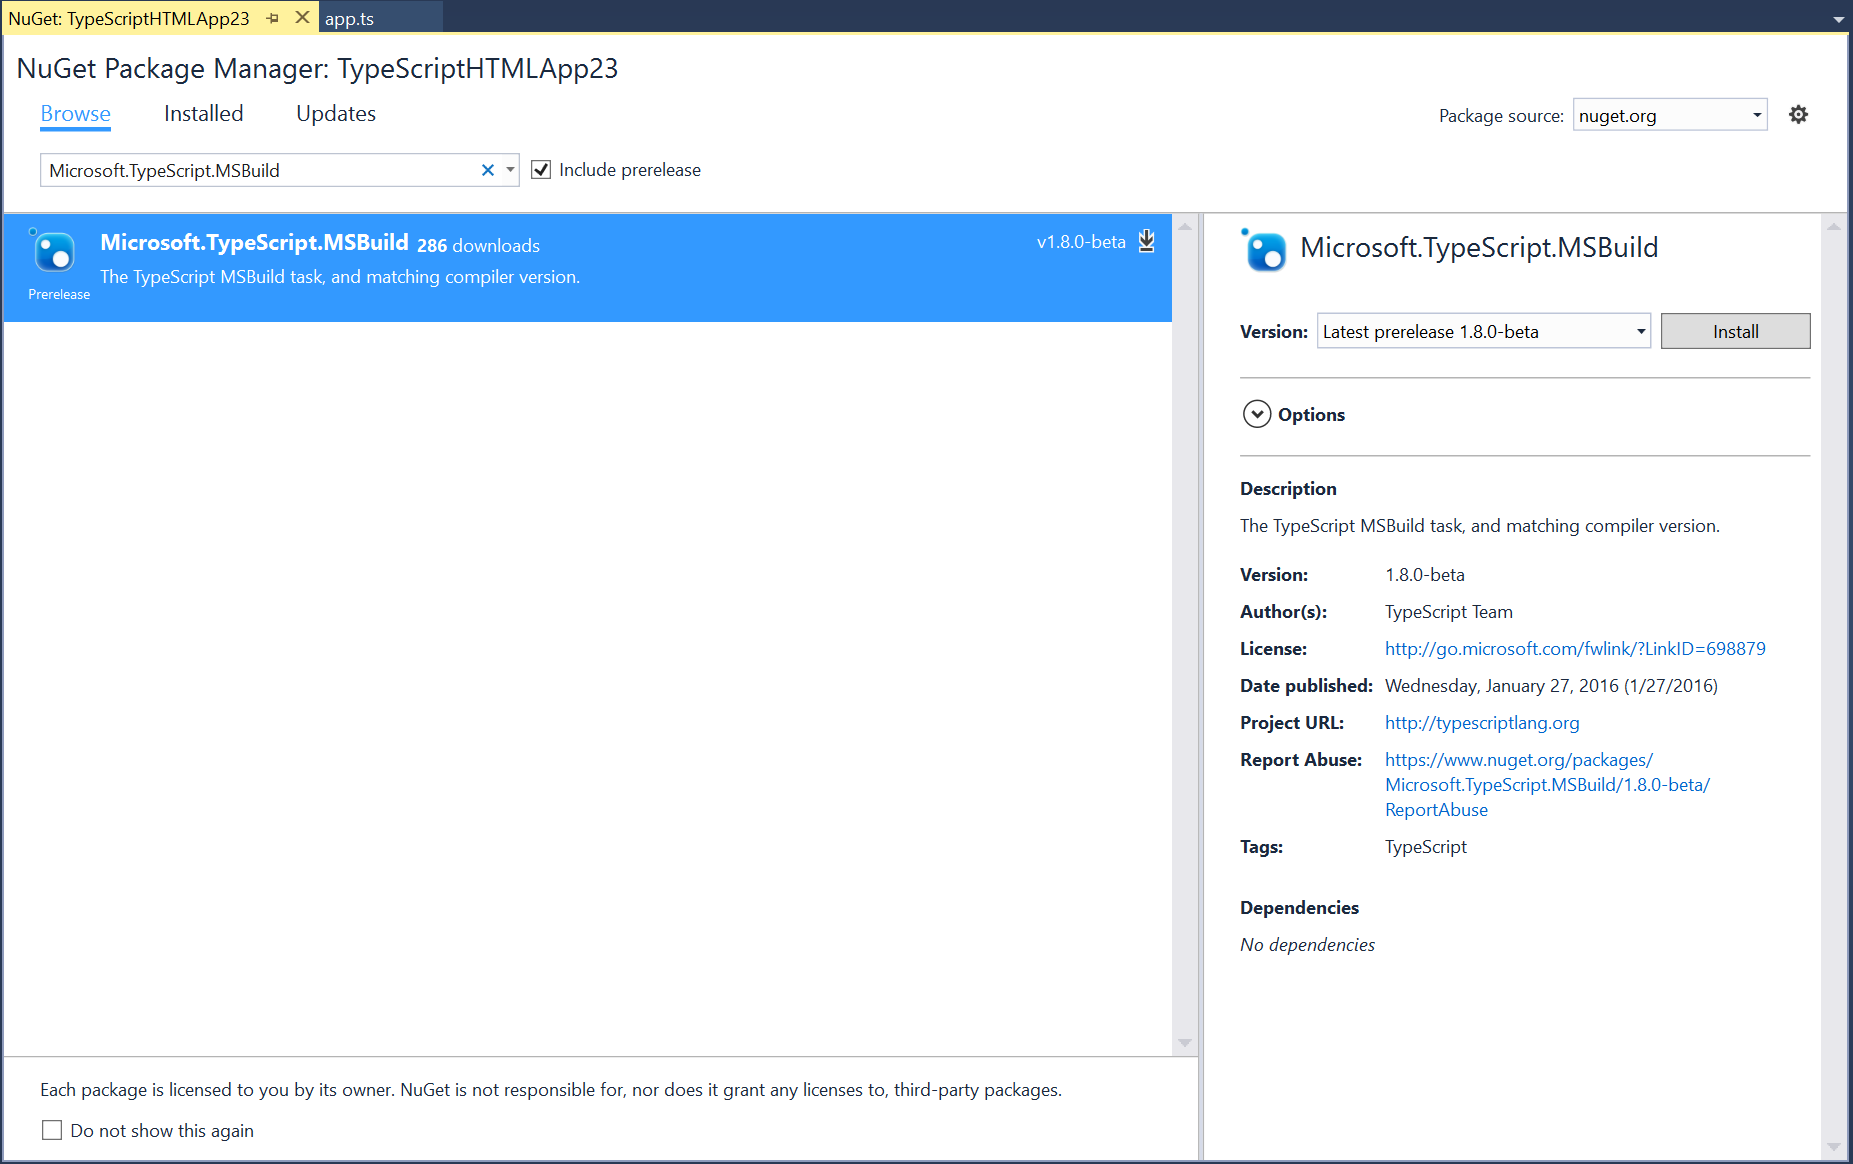 NuGet: TypeScriptHTMLApp23
app.ts
NuGet Package Manager: TypeScriptHTMLApp23
Browse Installed Updates
Package source: nuget.org
Microsoft.TypeScript.MSBuild
Include prerelease
Microsoft.TypeScript.MSBuild 286 downloads
v1.8.0-beta
The TypeScript MSBuild task, and matching compiler version.
Prerelease
Microsoft.TypeScript.MSBuild
Version: Latest prerelease 1.8.0-beta
Install
Options
Description
The TypeScript MSBuild task, and matching compiler version.
Version: 1.8.0-beta
Author(s): TypeScript Team
License: http://go.microsoft.com/fwlink/?LinkID=698879
Date published: Wednesday, January 27, 2016 (1/27/2016)
Project URL: http://typescriptlang.org
Report Abuse: https://www.nuget.org/packages/
Microsoft.TypeScript.MSBuild/1.8.0-beta/
ReportAbuse
Tags: TypeScript
Dependencies
No dependencies
Each package is licensed to you by its owner. NuGet is not responsible for, nor does it grant any licenses to, third-party packages.
Do not show this again